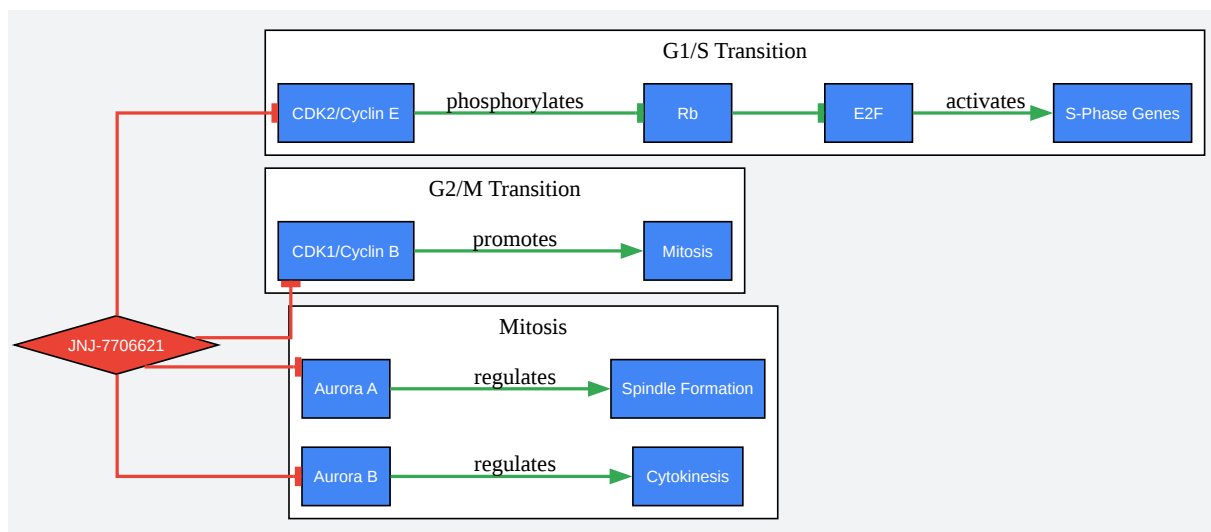 G1/S Transition
CDK2/Cyclin E
phosphorylates
Rb
E2F
activates
S-Phase Genes
G2/M Transition
CDK1/Cyclin B
promotes
Mitosis
JNJ-7706621
Mitosis
Aurora A
regulates
Spindle Formation
Aurora B
regulates
Cytokinesis